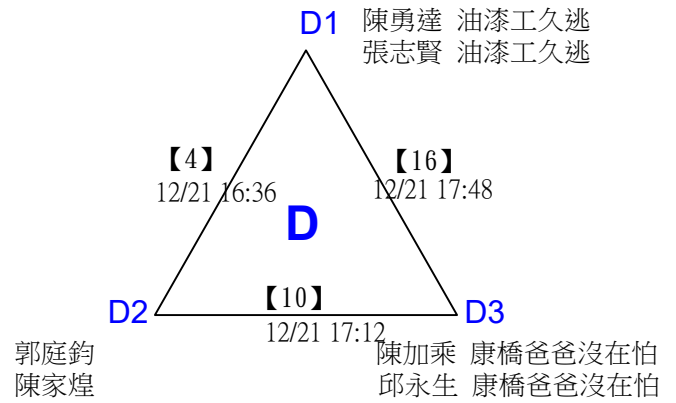 D1 陳勇達 油漆工久逃
張志賢 油漆工久逃
【4】
12/21 16:36
【16】
12/21 17:48
D
【10】
12/21 17:12
D2
D3
郭庭鈞
陳家煌
陳加乘 康橋爸爸沒在怕
邱永生 康橋爸爸沒在怕